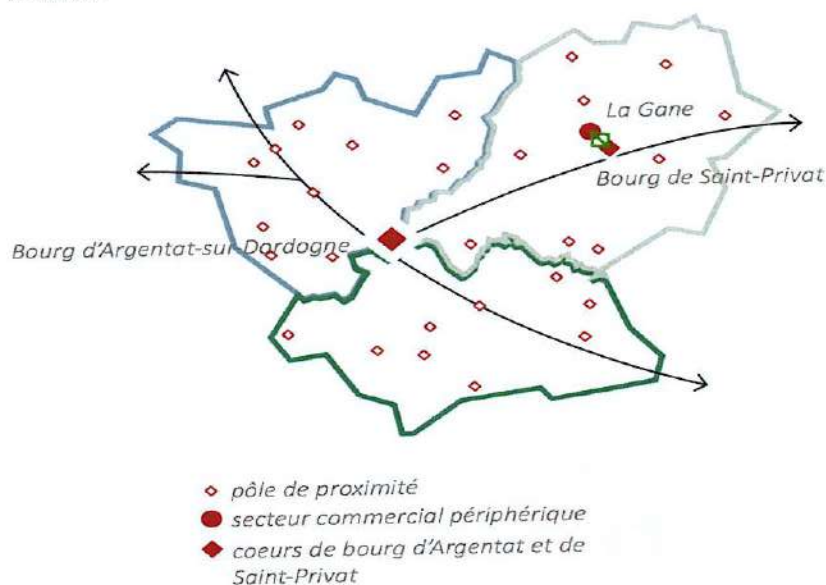 La Gane
Bourg de Saint-Privat
Bourg d'Argentat-sur-Dordogne
pôle de proximité
secteur commercial périphérique
coeurs de bourg d'Argentat et de
Saint-Privat